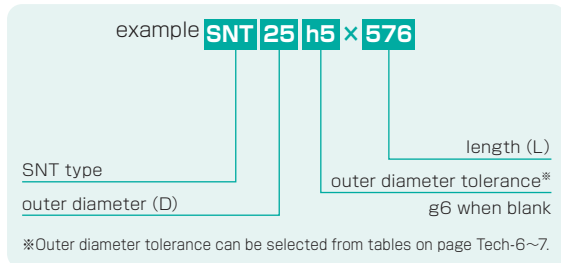 example SNT 25 h5 × 576
length (L)
SNT type
outer diameter tolerance※
outer diameter (D)
g6 when blank
※Outer diameter tolerance can be selected from tables on page Tech-6~7.